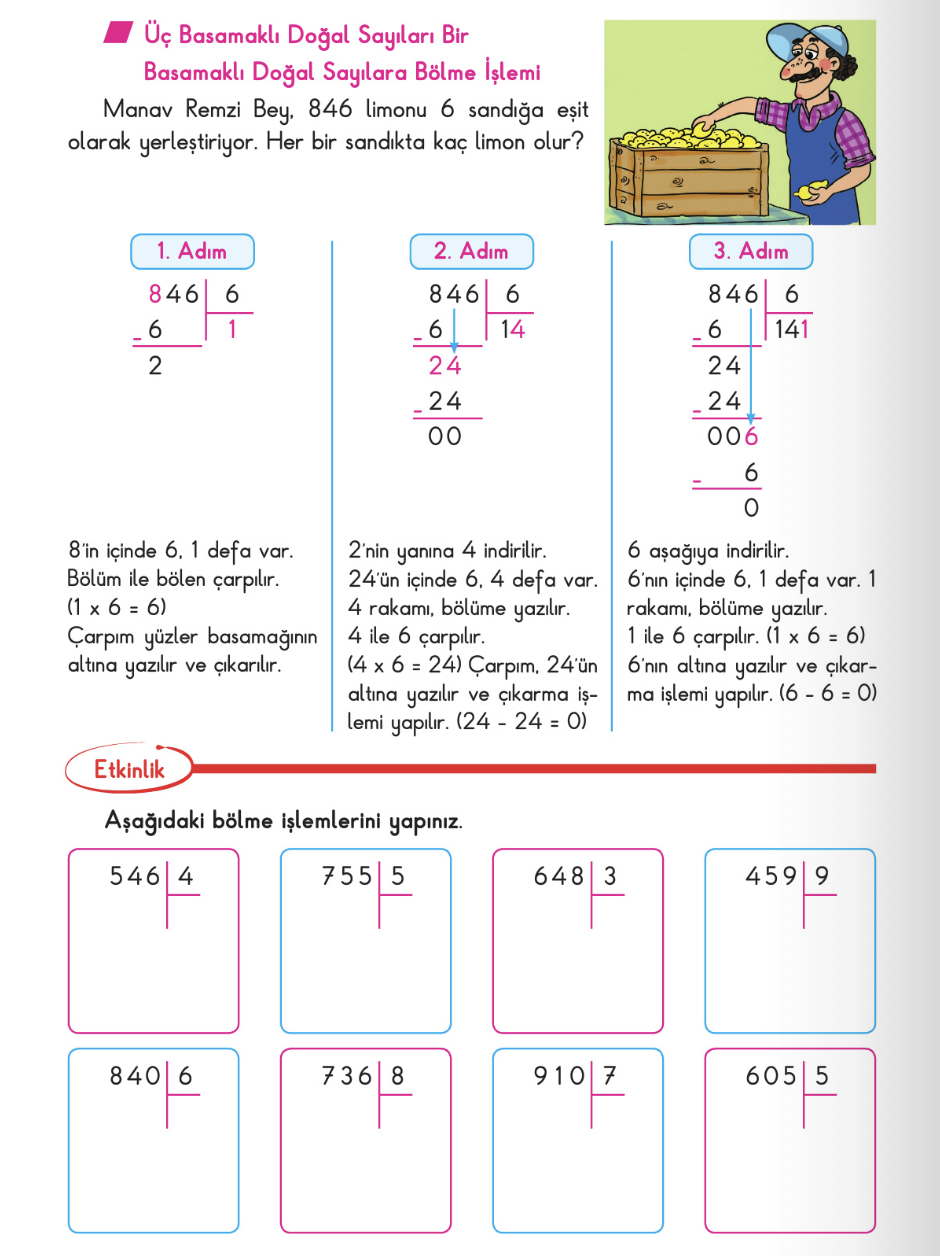 Üç Basamaklı Doğal Sayıları Bir
Basamaklı Doğal Sayılara Bölme İşlemi
Manav Remzi Bey, 846 limonu 6 sandığa eşit
olarak yerleştiriyor. Her bir sandıkta kaç limon olur?
1. Adım
846 6
- 6 1
2
8'in içinde 6, 1 defa var.
Bölüm ile bölen çarpılır.
(1 x 6 = 6)
Çarpım yüzler basamağının
altına yazılır ve çıkarılır.
2. Adım
846 6
- 6 14
24
- 24
00
2'nin yanına 4 indirilir.
24'ün içinde 6, 4 defa var.
4 rakamı, bölüme yazılır.
4 ile 6 çarpılır.
(4 x 6 = 24) Çarpım, 24'ün
altına yazılır ve çıkarma iş-
lemi yapılır. (24 - 24 = 0)
3. Adım
846 6
- 6 141
24
- 24
006
- 6
0
6 aşağıya indirilir.
6'nın içinde 6, 1 defa var. 1
rakamı, bölüme yazılır.
1 ile 6 çarpılır. (1 x 6 = 6)
6'nın altına yazılır ve çıkar-
ma işlemi yapılır. (6 - 6 = 0)
Etkinlik
Aşağıdaki bölme işlemlerini yapınız.
546 4
755 5
648 3
459 9
840 6
736 8
910 7
605 5